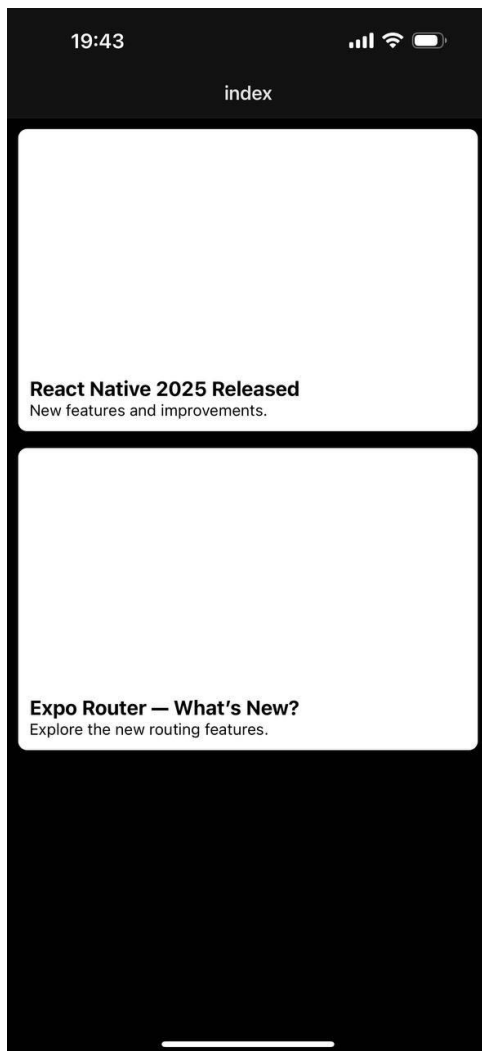 19:43
index
React Native 2025 Released
New features and improvements.
Expo Router — What’s New?
Explore the new routing features.